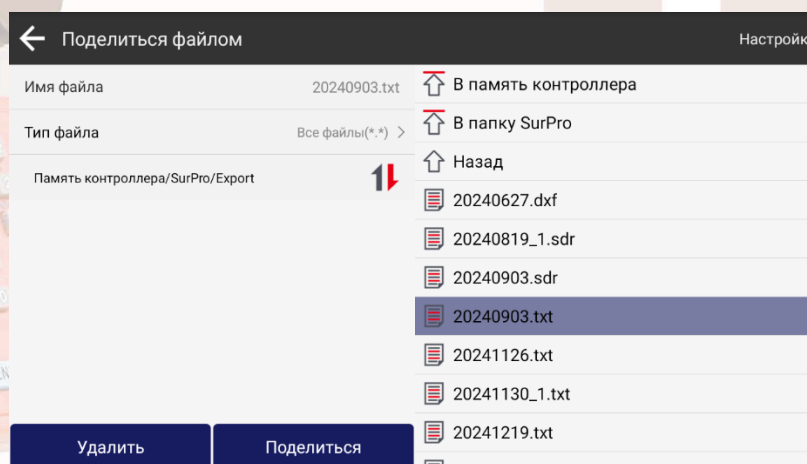 Поделиться файлом
Настройк
Имя файла 20240903.txt
Тип файла Все файлы(*.*)
Память контроллера/SurPro/Export
Удалить
Поделиться
В память контроллера
В папку SurPro
Назад
20240627.dxf
20240819_1.sdr
20240903.sdr
20240903.txt
20241126.txt
20241130_1.txt
20241219.txt